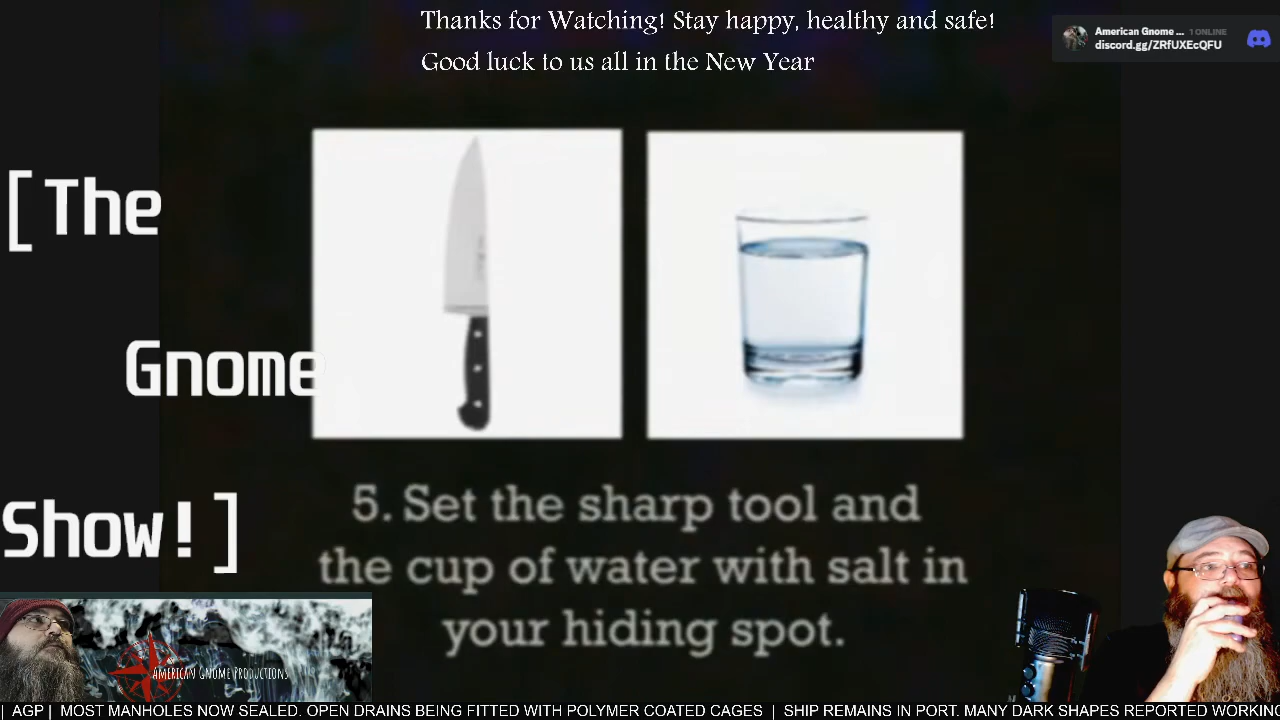 Thanks for Watching! Stay happy, healthy and safe!
Good luck to us all in the New Year
American Gnome ... 1 ONLINE
discord.gg/ZRfUXEcQFU
[The
Gnome
Show!]
5. Set the sharp tool and
the cup of water with salt in
your hiding spot.
AMERICAN GNOME PRODUCTIONS
| AGP | MOST MANHOLES NOW SEALED. OPEN DRAINS BEING FITTED WITH POLYMER COATED CAGES | SHIP REMAINS IN PORT. MANY DARK SHAPES REPORTED WORKING